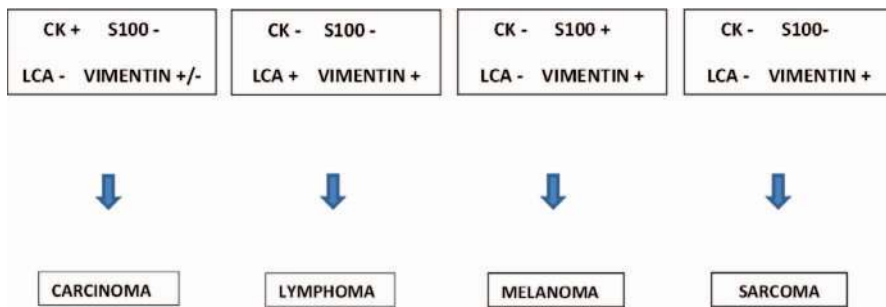 CK + S100 -
LCA - VIMENTIN +/-
CK - S100 -
LCA + VIMENTIN +
CK - S100 +
LCA - VIMENTIN +
CK - S100-
LCA - VIMENTIN +
CARCINOMA
LYMPHOMA
MELANOMA
SARCOMA